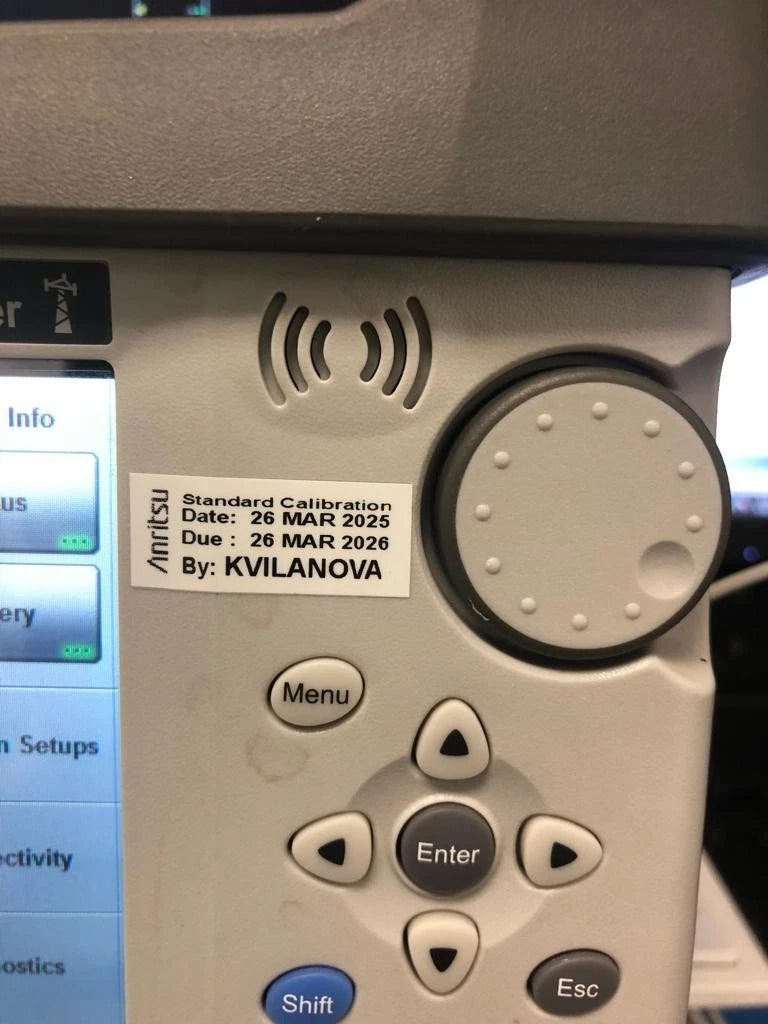 er
Info
us
ery
n Setups
ectivity
ostics
Anritsu
Standard Calibration
Date: 26 MAR 2025
Due : 26 MAR 2026
By: KVILANOVA
Menu
Enter
Shift
Esc